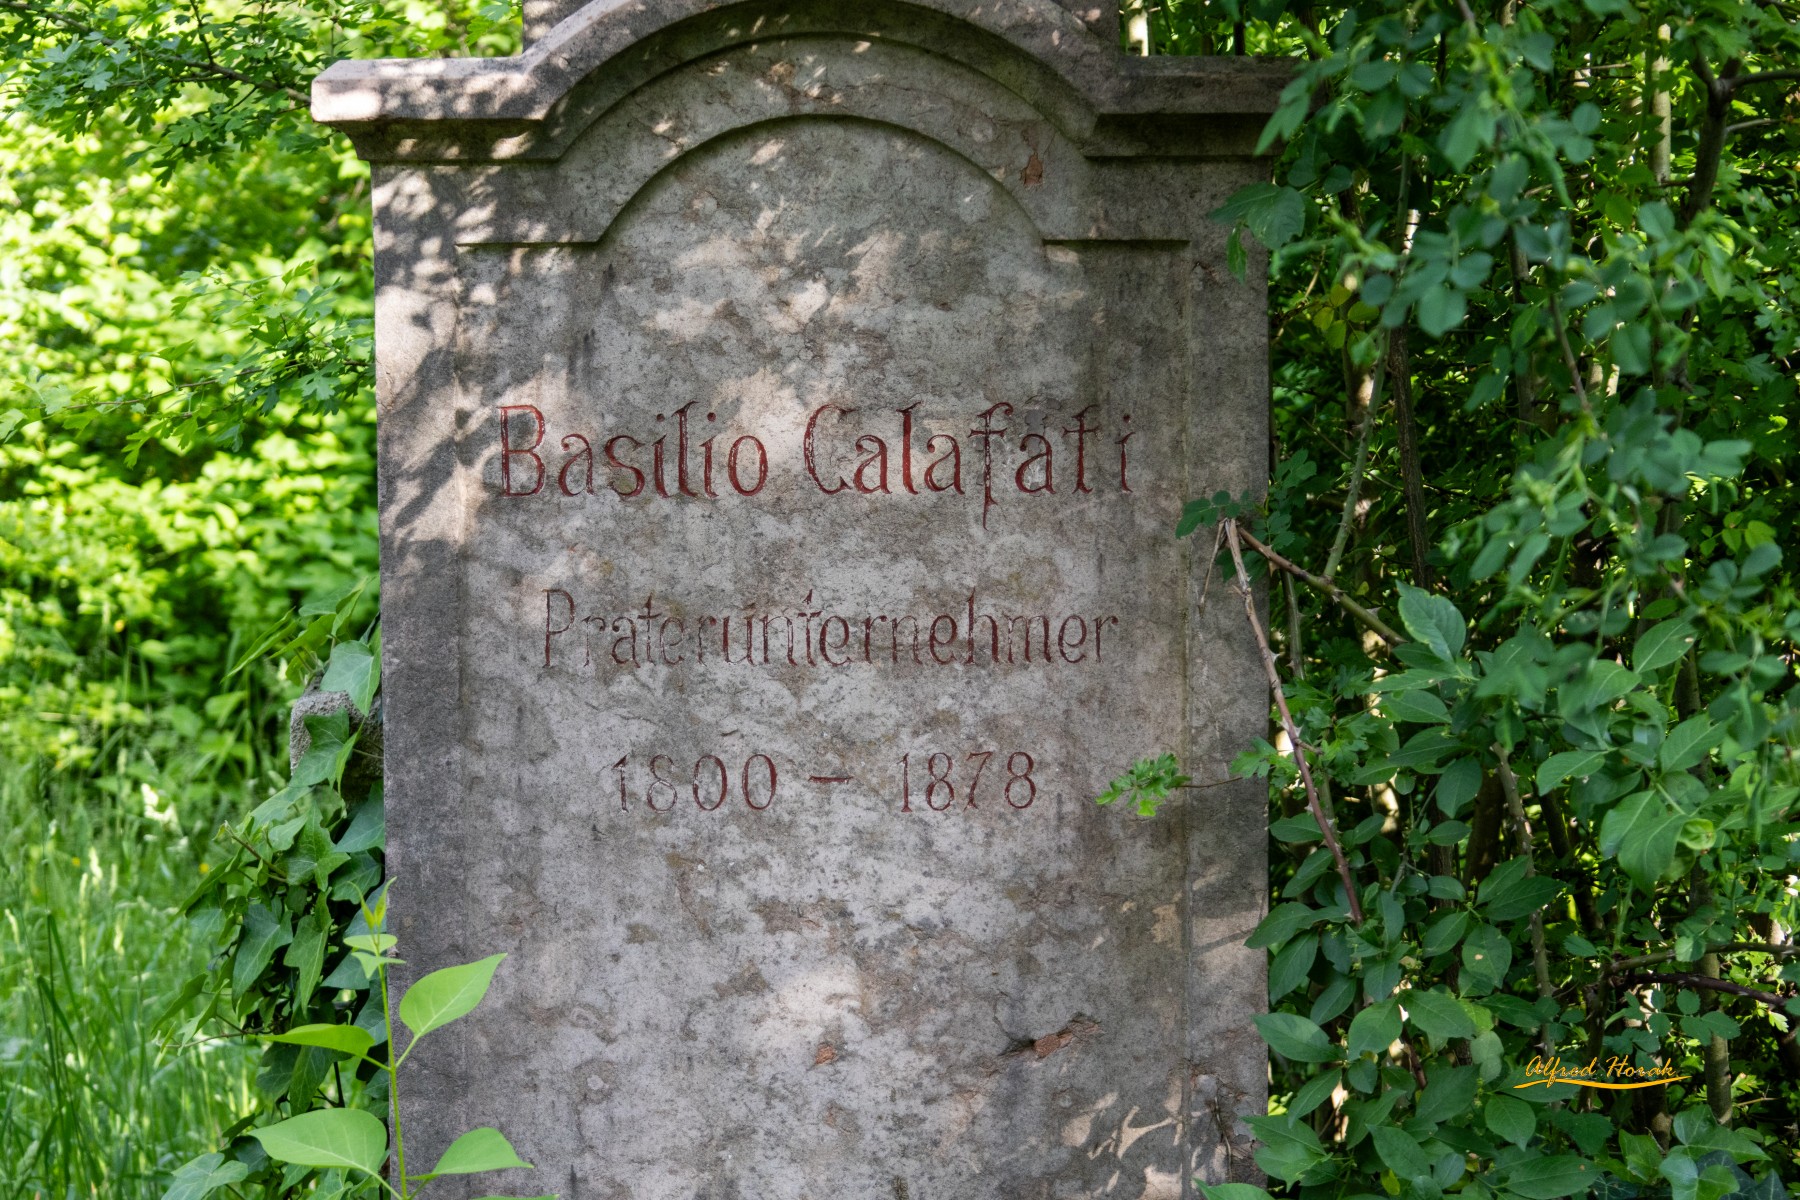 Basilio Calafati
Praterunternehmer
1800 – 1878
Alfred Horak